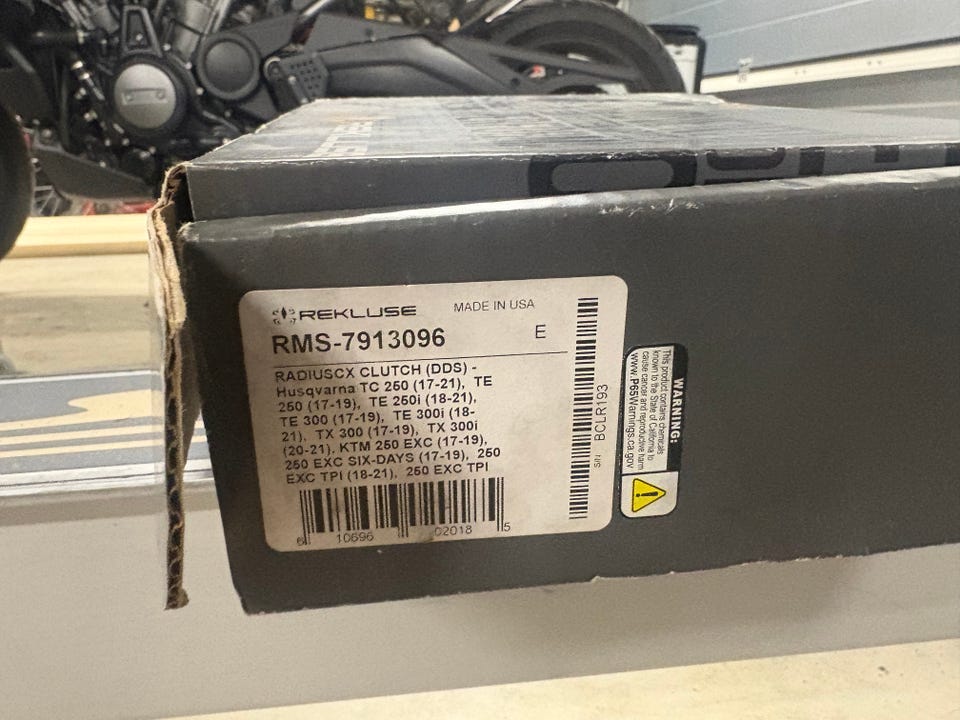 REKLUSE MADE IN USA
RMS-7913096 E
RADIUSCX CLUTCH (DDS) -
Husqvarna TC 250 (17-21), TE
250 (17-19), TE 250i (18-21),
TE 300 (17-19), TE 300i (18-
21), TX 300 (17-19), TX 300i
(20-21). KTM 250 EXC (17-19),
250 EXC SIX-DAYS (17-19), 250
EXC TPI (18-21), 250 EXC TPI
6 10696 02018 5
S/N: BCLR193
WARNING:
This product contains chemicals
known to the State of California to
cause cancer and reproductive harm
www.P65Warnings.ca.gov